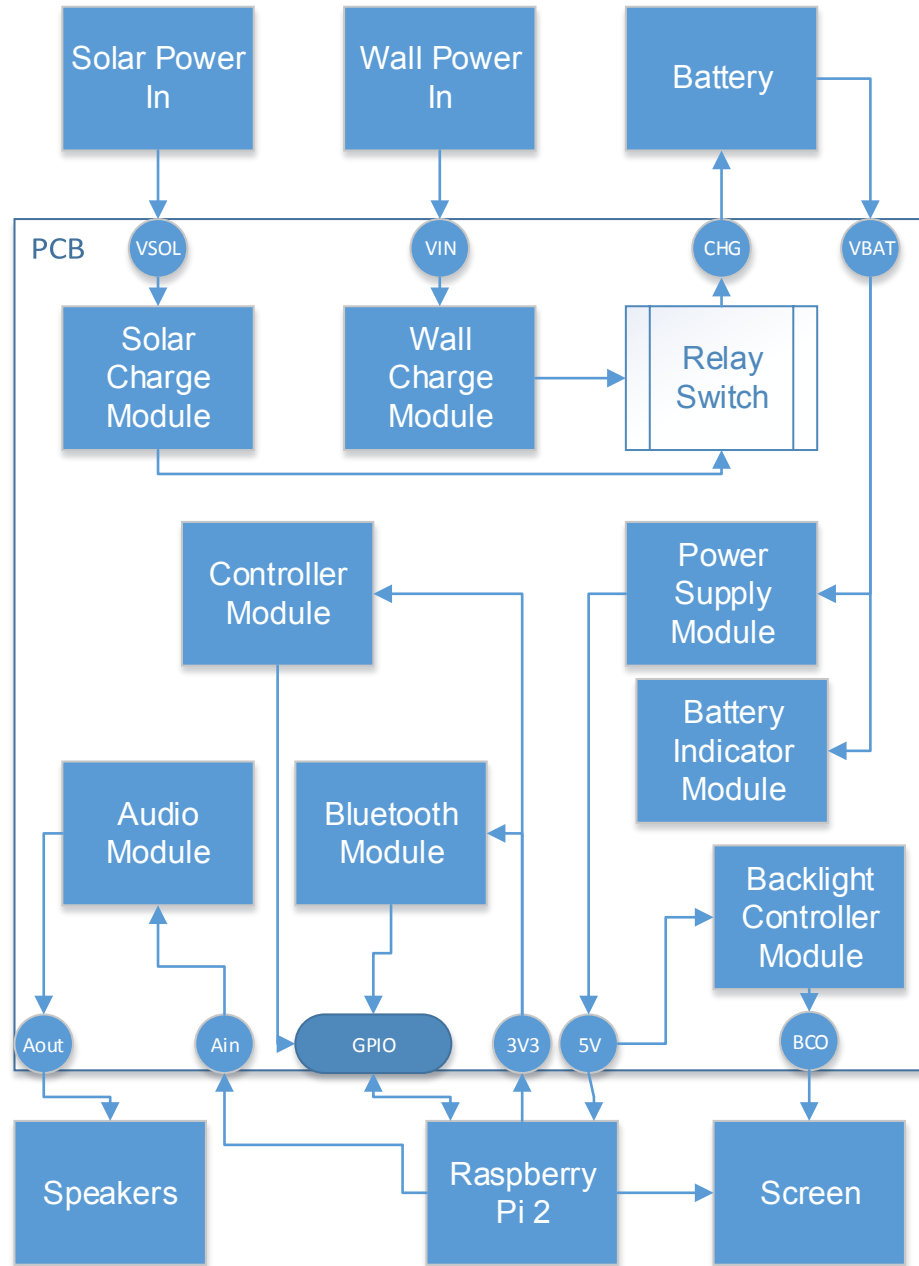 Solar Power
In
Wall Power
In
Battery
PCB
VSOL
VIN
CHG
VBAT
Solar
Charge
Module
Wall
Charge
Module
Relay
Switch
Controller
Module
Power
Supply
Module
Battery
Indicator
Module
Audio
Module
Bluetooth
Module
Backlight
Controller
Module
Aout
Ain
GPIO
3V3
5V
BCO
Speakers
Raspberry
Pi 2
Screen